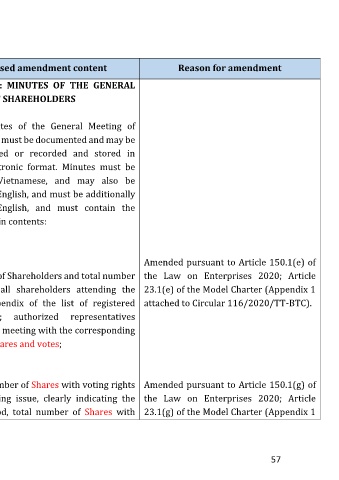 sed amendment content Reason for amendment
: MINUTES OF THE GENERAL
SHAREHOLDERS
tes of the General Meeting of
must be documented and may be
ed or recorded and stored in
tronic format. Minutes must be
Vietnamese, and may also be
English, and must be additionally
English, and must contain the
in contents:
of Shareholders and total number
all shareholders attending the
pendix of the list of registered
; authorized representatives
meeting with the corresponding
ares and votes;
Amended pursuant to Article 150.1(e) of
the Law on Enterprises 2020; Article
23.1(e) of the Model Charter (Appendix 1
attached to Circular 116/2020/TT-BTC).
mber of Shares with voting rights
ing issue, clearly indicating the
od, total number of Shares with
Amended pursuant to Article 150.1(g) of
the Law on Enterprises 2020; Article
23.1(g) of the Model Charter (Appendix 1
57